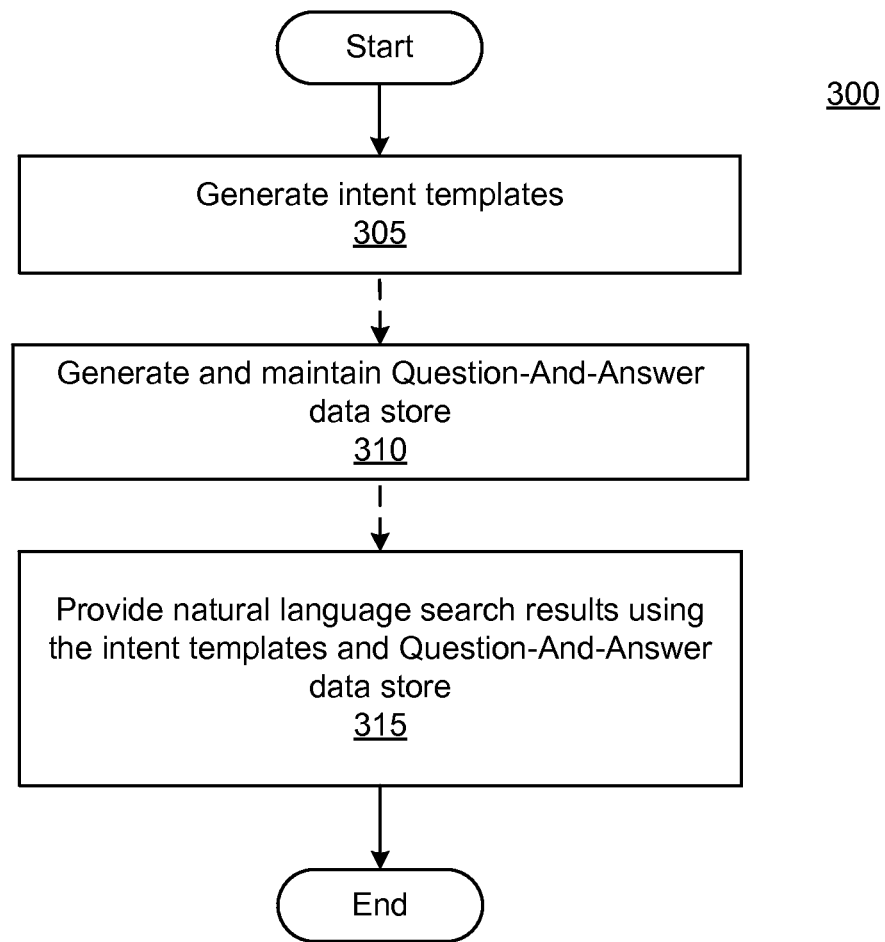 Start
300
Generate intent templates
305
Generate and maintain Question-And-Answer
data store
310
Provide natural language search results using
the intent templates and Question-And-Answer
data store
315
End